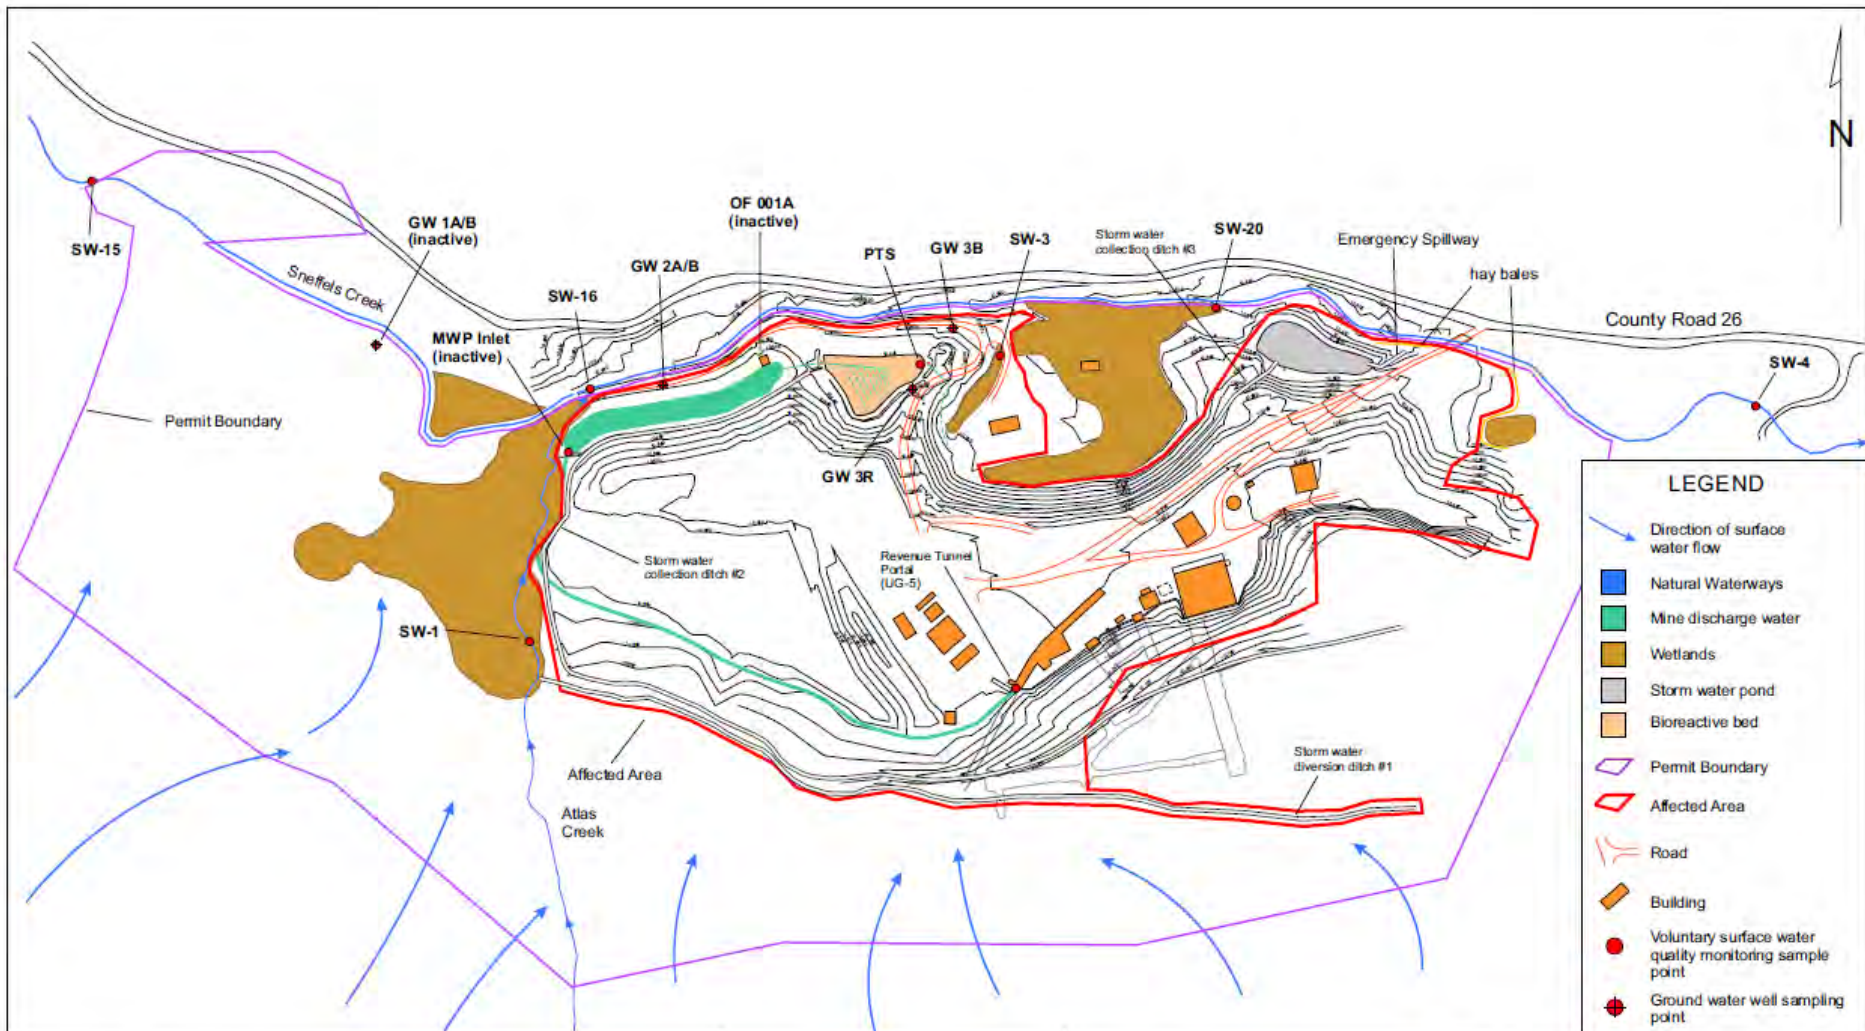 N
SW-15
GW 1A/B
(inactive)
Sneffels Creek
MWP Inlet
(inactive)
SW-16
GW 2A/B
OF 001A
(inactive)
PTS
GW 3B
SW-3
Storm water
collection ditch #3
SW-20
Emergency Spillway
hay bales
County Road 26
SW-4
Permit Boundary
GW 3R
Storm water
collection ditch #2
Revenue Tunnel
Portal
(UG-5)
SW-1
Affected Area
Atlas
Creek
Storm water
diversion ditch #1
LEGEND
Direction of surface
water flow
Natural Waterways
Mine discharge water
Wetlands
Storm water pond
Bioreactive bed
Permit Boundary
Affected Area
Road
Building
Voluntary surface water
quality monitoring sample
point
Ground water well sampling
point